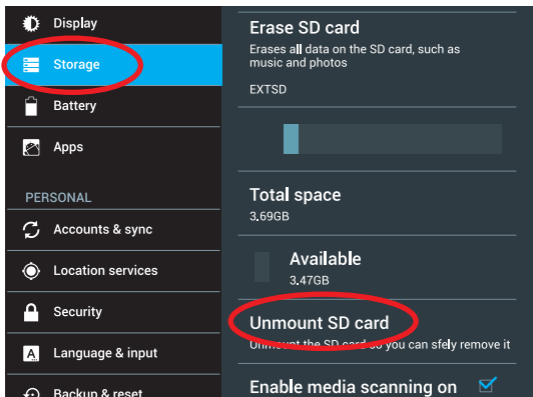 Display
Storage
Battery
Apps
PERSONAL
Accounts & sync
Location services
Security
Language & input
A
Backup & reset
Erase SD card
Erases all data on the SD card, such as
music and photos
EXTSD
Total space
3.69GB
Available
3.47GB
Unmount SD card
Unmount the SD card so you can sfely remove it
Enable media scanning on